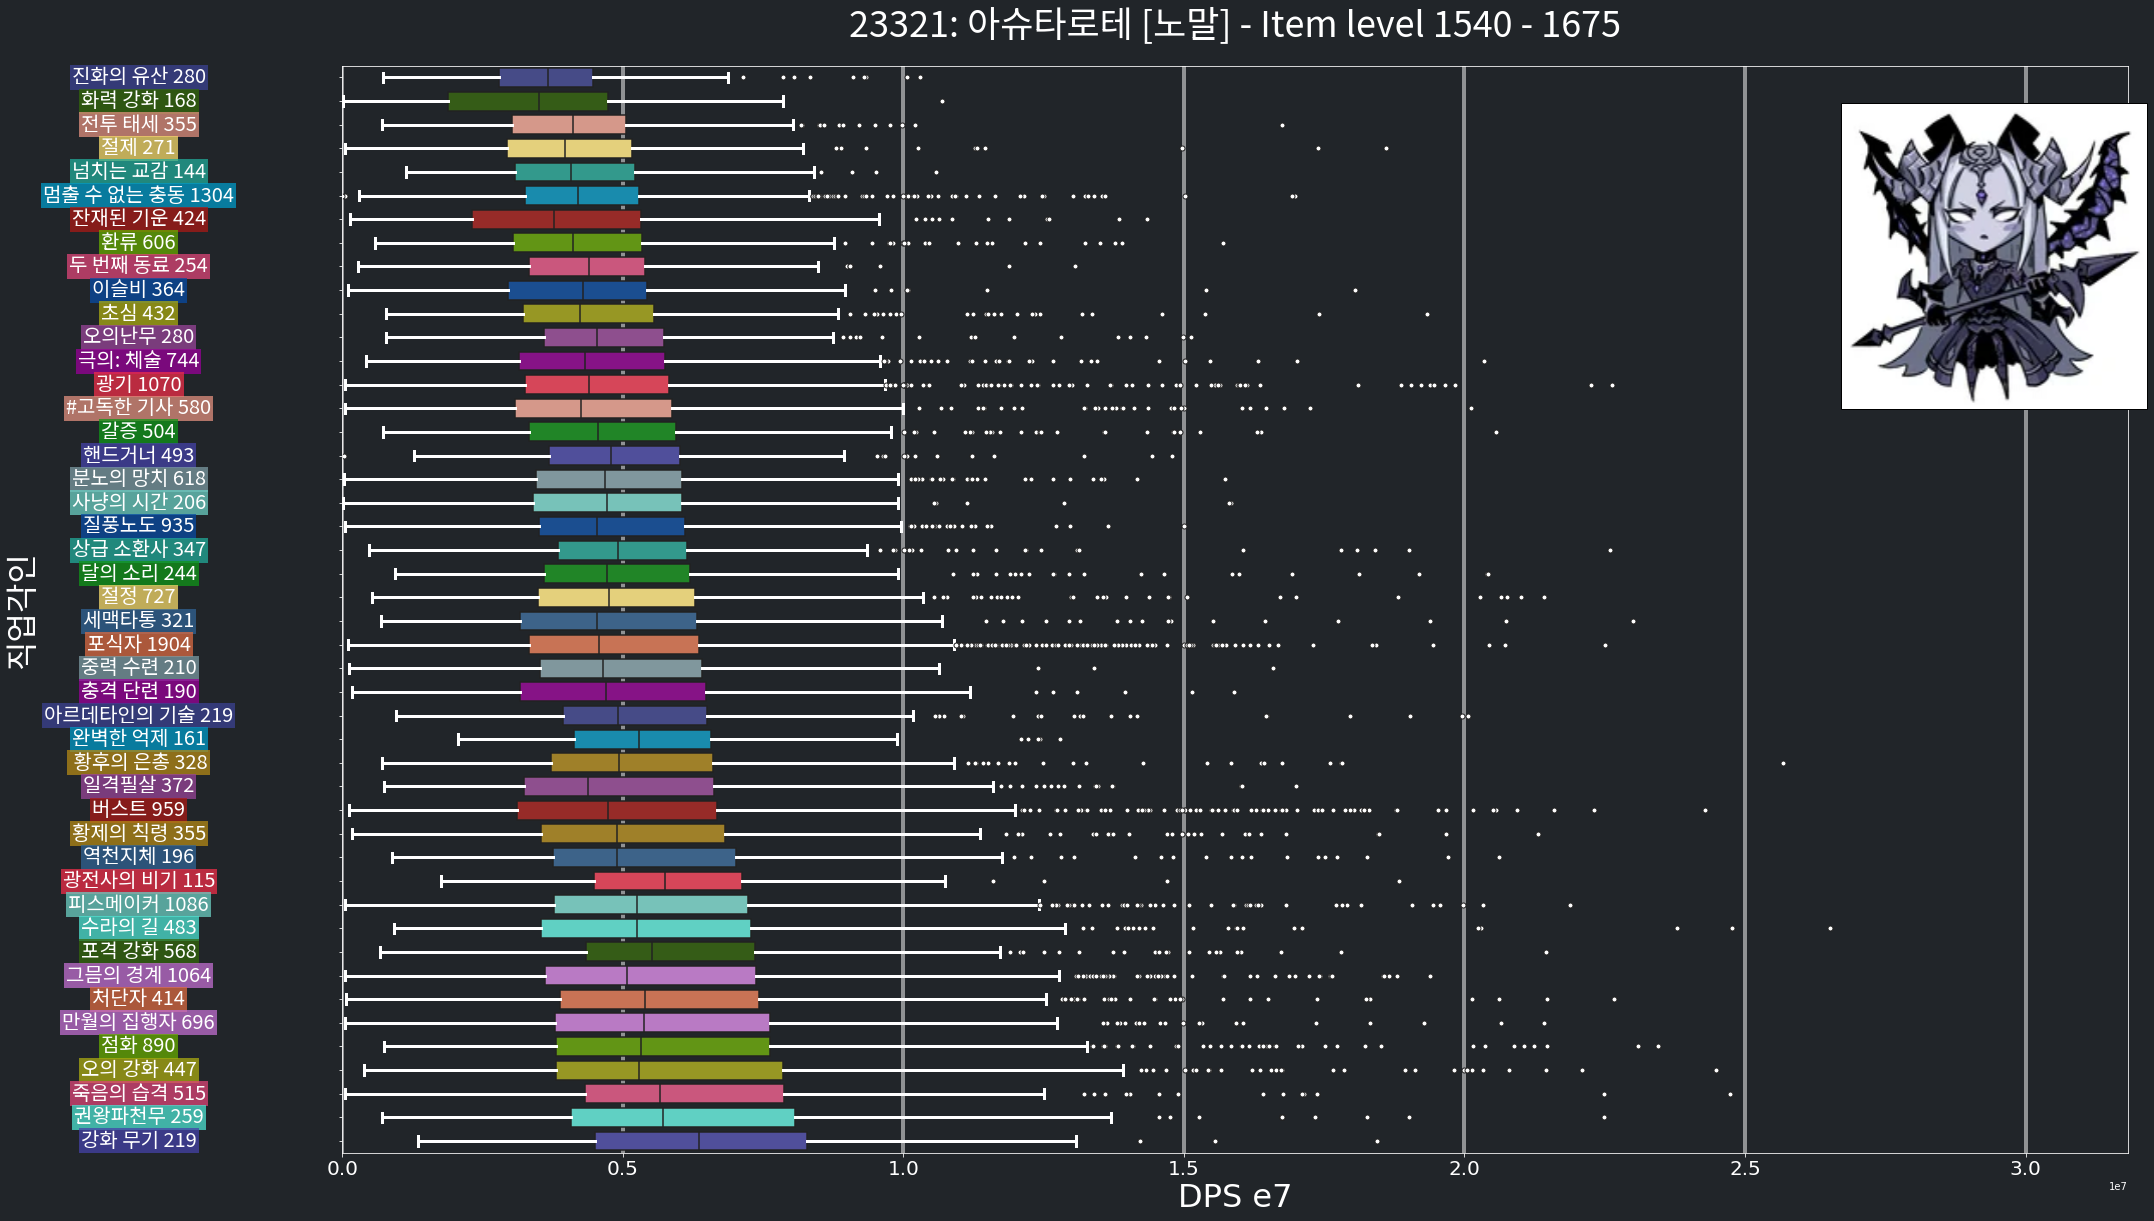 23321: 아슈타로테 [노말] - Item level 1540 - 1675
직업각인
진화의 유산 280
화력 강화 168
전투 태세 355
절제 271
넘치는 교감 144
멈출 수 없는 충동 1304
잔재된 기운 424
환류 606
두 번째 동료 254
이슬비 364
초심 432
오의난무 280
극의: 체술 744
광기 1070
#고독한 기사 580
갈증 504
핸드거너 493
분노의 망치 618
사냥의 시간 206
질풍노도 935
상급 소환사 347
달의 소리 244
절정 727
세맥타통 321
포식자 1904
중력 수련 210
충격 단련 190
아르데타인의 기술 219
완벽한 억제 161
황후의 은총 328
일격필살 372
버스트 959
황제의 칙령 355
역천지체 196
광전사의 비기 115
피스메이커 1086
수라의 길 483
포격 강화 568
그믐의 경계 1064
처단자 414
만월의 집행자 696
점화 890
오의 강화 447
죽음의 습격 515
권왕파천무 259
강화 무기 219
0.0 0.5 1.0 1.5 2.0 2.5 3.0
DPS e7
1e7